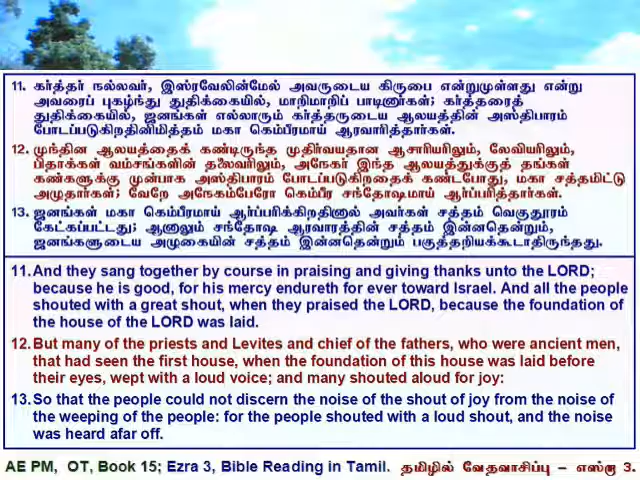 11. கர்த்தர் நல்லவர், இஸ்ரவேலின்மேல் அவருடைய கிருபை என்றுமுள்ளது என்று
அவரைப் புகழ்ந்து துதிக்கையில், மாறிமாறிப் பாடினார்கள்; கர்த்தரைத்
துதிக்கையில், ஜனங்கள் எல்லாரும் கர்த்தருடைய ஆலயத்தின் அஸ்திபாரம்
போடப்படுகிறதினிமித்தம் மகா கெம்பீரமாய் ஆரவாரித்தார்கள்.
12. முந்தின ஆலயத்தைக் கண்டிருந்த முதிர்வயதான ஆசாரியரிலும், லேவியரிலும்,
பிதாக்கள் வம்சங்களின் தலைவரிலும், அநேகர் இந்த ஆலயத்துக்குத் தங்கள்
கண்களுக்கு முன்பாக அஸ்திபாரம் போடப்படுகிறதைக் கண்டபோது, மகா சத்தமிட்டு
அழுதார்கள்; வேறே அநேகம்பேரோ கெம்பீர சந்தோஷமாய் ஆர்ப்பரித்தார்கள்.
13. ஜனங்கள் மகா கெம்பீரமாய் ஆர்ப்பரிக்கிறதினால் அவர்கள் சத்தம் வெகுதூரம்
கேட்கப்பட்டது; ஆனாலும் சந்தோஷ ஆரவாரத்தின் சத்தம் இன்னதென்றும்,
ஜனங்களுடைய அழுகையின் சத்தம் இன்னதென்றும் பகுத்தறியக்கூடாதிருந்தது.
11. And they sang together by course in praising and giving thanks unto the LORD;
because he is good, for his mercy endureth for ever toward Israel. And all the people
shouted with a great shout, when they praised the LORD, because the foundation of
the house of the LORD was laid.
12. But many of the priests and Levites and chief of the fathers, who were ancient men,
that had seen the first house, when the foundation of this house was laid before
their eyes, wept with a loud voice; and many shouted aloud for joy:
13. So that the people could not discern the noise of the shout of joy from the noise of
the weeping of the people: for the people shouted with a loud shout, and the noise
was heard afar off.
AE PM, OT, Book 15; Ezra 3, Bible Reading in Tamil. தமிழில் வேதவாசிப்பு – எஸ்றா 3.